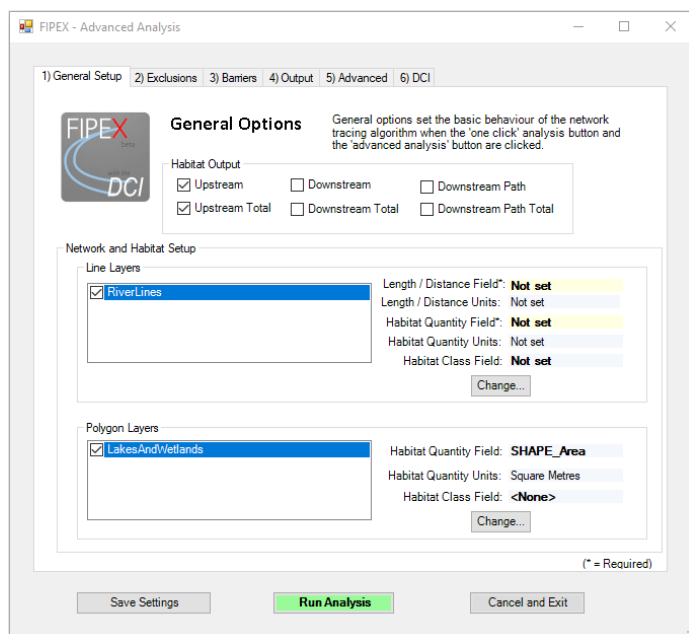 FIPEX - Advanced Analysis
1) General Setup 2) Exclusions 3) Barriers 4) Output 5) Advanced 6) DCI
FIPEX
beta
with the
DCI
General Options
General options set the basic behaviour of the network
tracing algorithm when the 'one click' analysis button and
the 'advanced analysis' button are clicked.
Habitat Output
Upstream Downstream Downstream Path
Upstream Total Downstream Total Downstream Path Total
Network and Habitat Setup
Line Layers
RiverLines
Length / Distance Field*: Not set
Length / Distance Units: Not set
Habitat Quantity Field*: Not set
Habitat Quantity Units: Not set
Habitat Class Field: Not set
Change...
Polygon Layers
LakesAndWetlands
Habitat Quantity Field: SHAPE_Area
Habitat Quantity Units: Square Metres
Habitat Class Field: <None>
Change...
(* = Required)
Save Settings Run Analysis Cancel and Exit